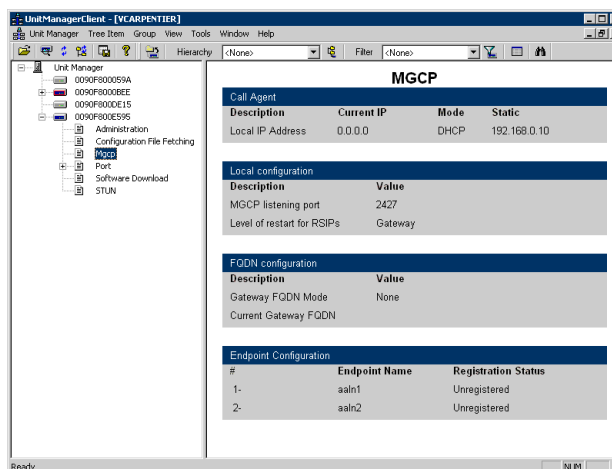 UnitManagerClient - [VCARPENTIER]
Unit Manager Tree Item Group View Tools Window Help
Hierarchy <None> Filter <None>
Unit Manager
0090F800059A
0090F8000BEE
0090F800DE15
0090F800E595
Administration
Configuration File Fetching
Mgcp
Port
Software Download
STUN
MGCP
Call Agent
Description Current IP Mode Static
Local IP Address 0.0.0.0 DHCP 192.168.0.10
Local configuration
Description Value
MGCP listening port 2427
Level of restart for RSIPs Gateway
FQDN configuration
Description Value
Gateway FQDN Mode None
Current Gateway FQDN
Endpoint Configuration
# Endpoint Name Registration Status
1- aaln1 Unregistered
2- aaln2 Unregistered
Ready NUM